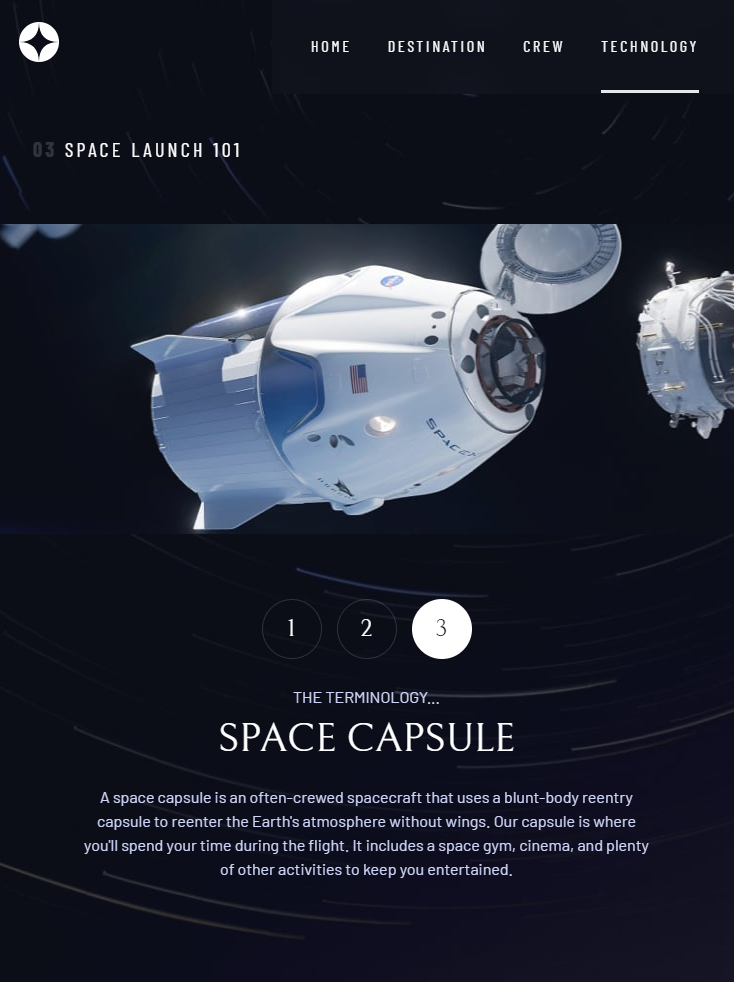 HOME DESTINATION CREW TECHNOLOGY
03 SPACE LAUNCH 101
1 2 3
THE TERMINOLOGY...
SPACE CAPSULE
A space capsule is an often-crewed spacecraft that uses a blunt-body reentry
capsule to reenter the Earth's atmosphere without wings. Our capsule is where
you'll spend your time during the flight. It includes a space gym, cinema, and plenty
of other activities to keep you entertained.